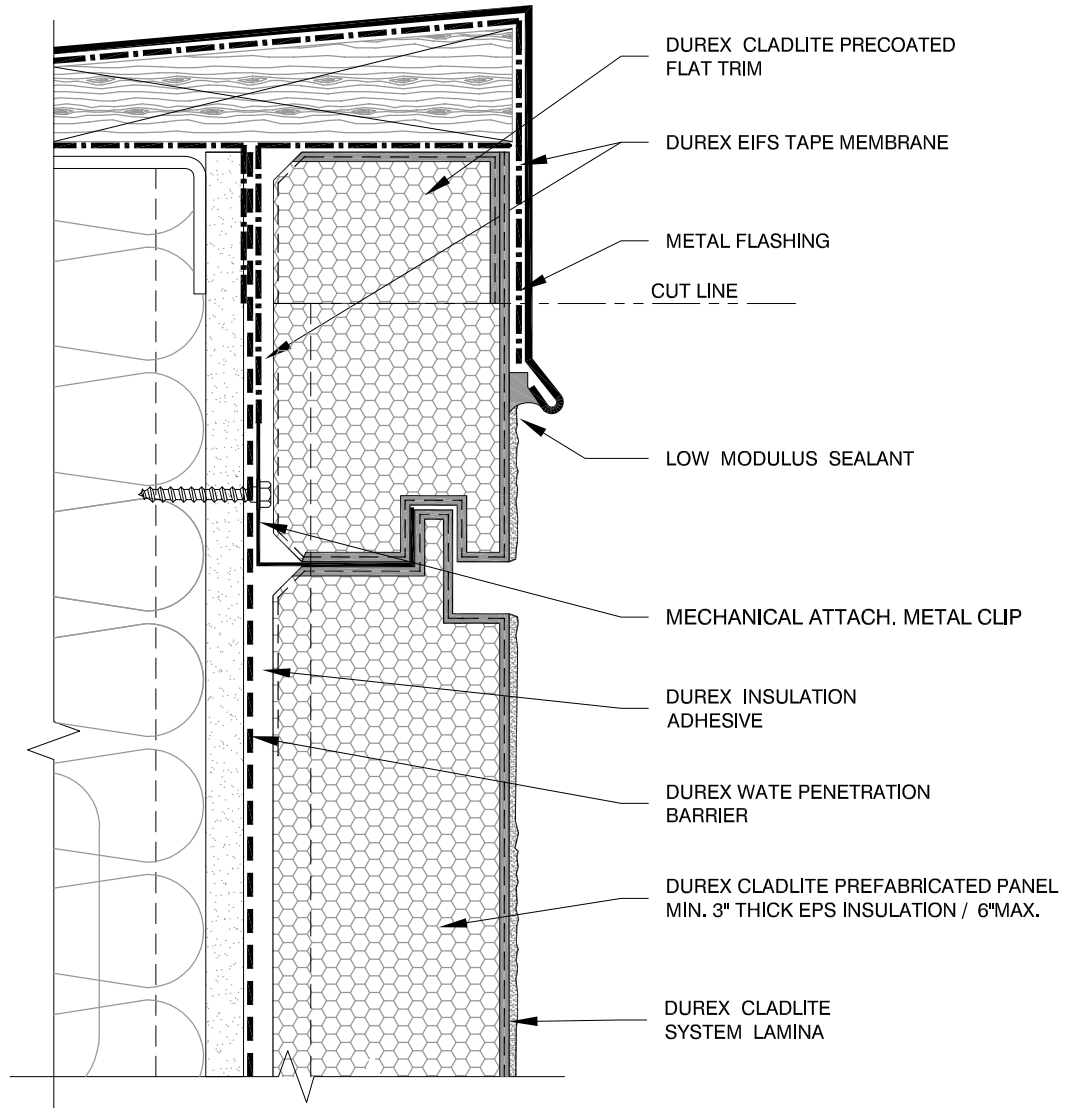 DUREX CLADLITE PRECOATED
FLAT TRIM
DUREX EIFS TAPE MEMBRANE
METAL FLASHING
CUT LINE
LOW MODULUS SEALANT
MECHANICAL ATTACH. METAL CLIP
DUREX INSULATION
ADHESIVE
DUREX WATE PENETRATION
BARRIER
DUREX CLADLITE PREFABRICATED PANEL
MIN. 3" THICK EPS INSULATION / 6"MAX.
DUREX CLADLITE
SYSTEM LAMINA